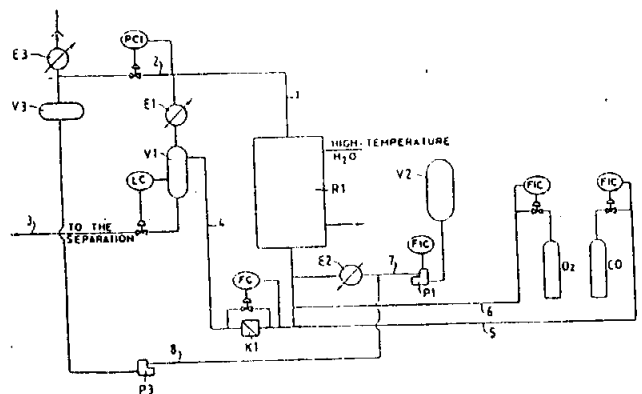 E3
PC1
2
1
V3
E1
V1
HIGH-TEMPERATURE
H2O
V2
LC
R1
FIC
FIC
3
TO THE
SEPARATION
4
E2
7
FIC
O2
CO
P1
FC
6
5
K1
8
P3